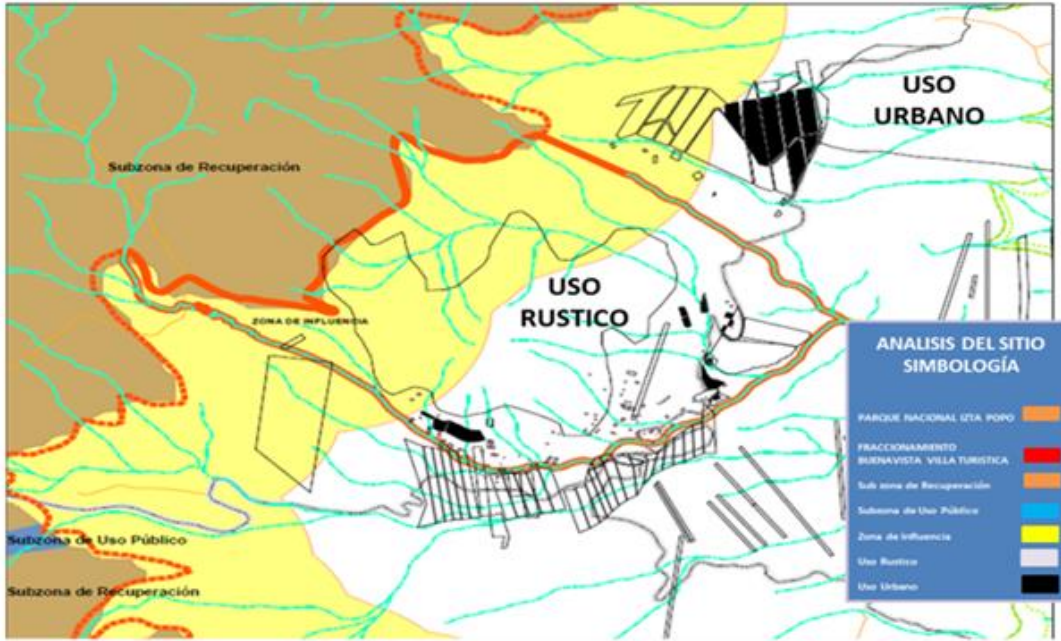 USO
URBANO
Subzona de Recuperación
USO
RUSTICO
ZONA DE INFLUENCIA
ANALISIS DEL SITIO
SIMBOLOGÍA
PARQUE NACIONAL IZTA POPO
FRACCIONAMIENTO
BUENAVISTA VILLA TURISTICA
Sub zona de Recuperación
Subzona de Uso Público
Zona de Influencia
Uso Rustico
Uso Urbano
Subzona de Uso Público
Subzona de Recuperación